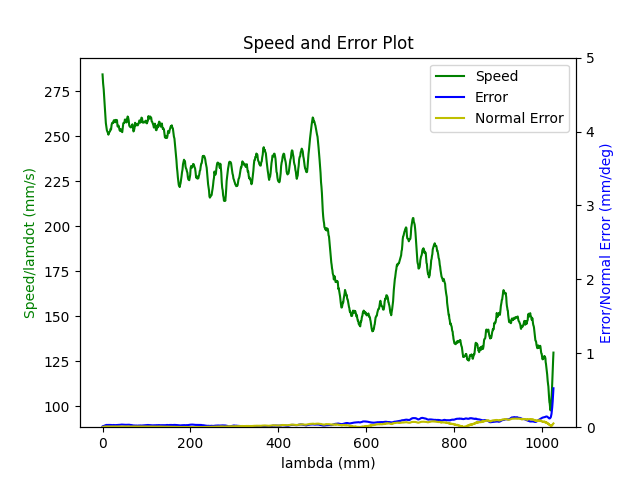 Speed and Error Plot
Speed
Error
Normal Error
275
250
225
200
175
150
125
100
Speed/lamdot (mm/s)
5
4
3
2
1
0
Error/Normal Error (mm/deg)
0 200 400 600 800 1000
lambda (mm)